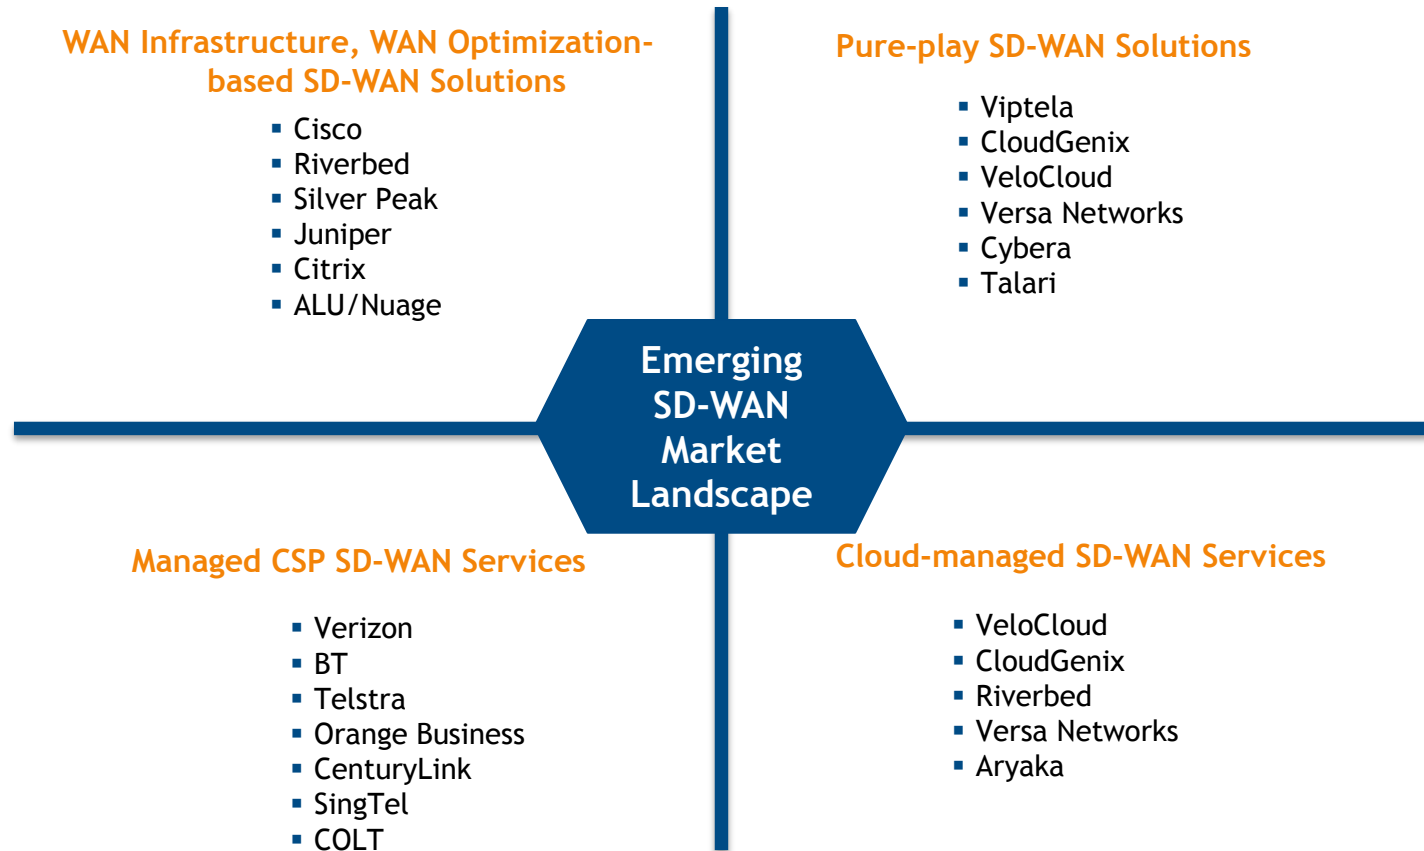 WAN Infrastructure, WAN Optimization-
based SD-WAN Solutions
▪ Cisco
▪ Riverbed
▪ Silver Peak
▪ Juniper
▪ Citrix
▪ ALU/Nuage
Pure-play SD-WAN Solutions
▪ Viptela
▪ CloudGenix
▪ VeloCloud
▪ Versa Networks
▪ Cybera
▪ Talari
Emerging
SD-WAN
Market
Landscape
Managed CSP SD-WAN Services
▪ Verizon
▪ BT
▪ Telstra
▪ Orange Business
▪ CenturyLink
▪ SingTel
▪ COLT
Cloud-managed SD-WAN Services
▪ VeloCloud
▪ CloudGenix
▪ Riverbed
▪ Versa Networks
▪ Aryaka